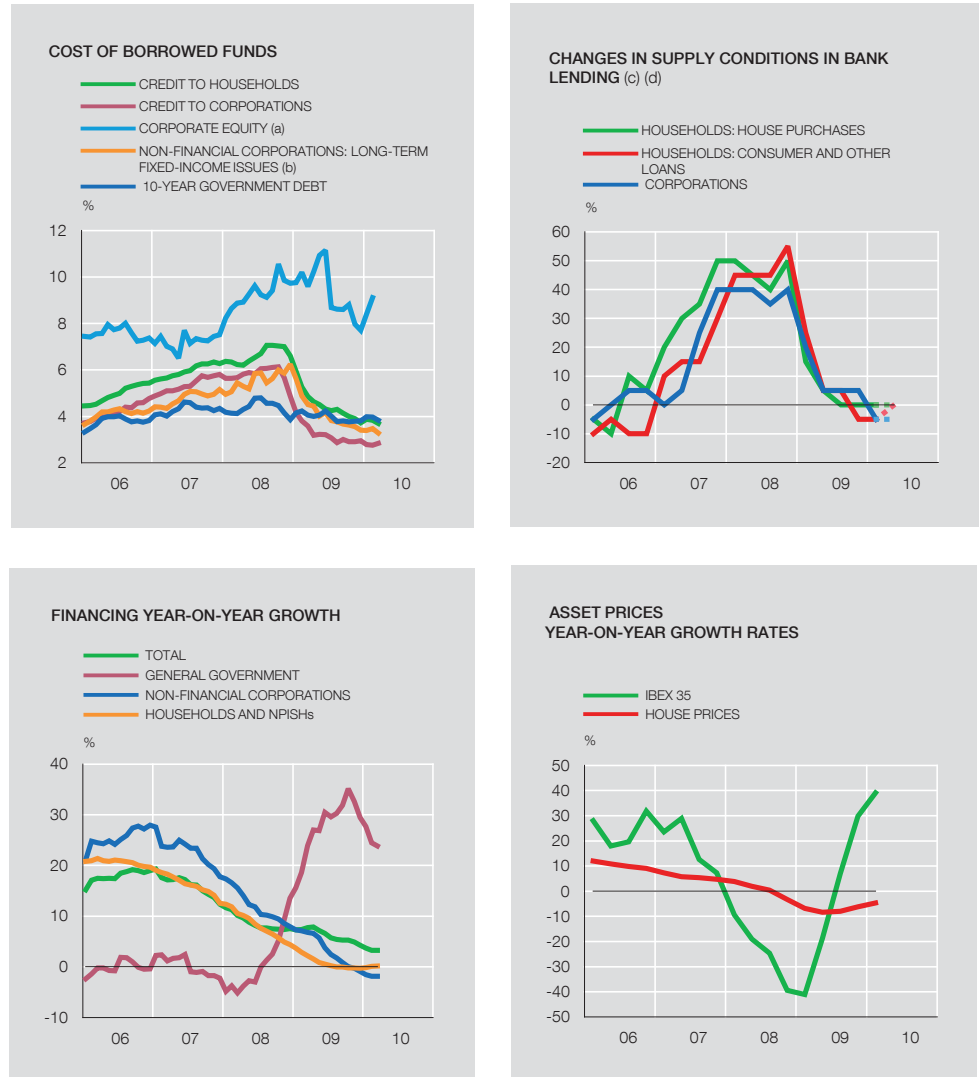 COST OF BORROWED FUNDS
CREDIT TO HOUSEHOLDS
CREDIT TO CORPORATIONS
CORPORATE EQUITY (a)
NON-FINANCIAL CORPORATIONS: LONG-TERM
FIXED-INCOME ISSUES (b)
10-YEAR GOVERNMENT DEBT
%
12
10
8
6
4
2
06 07 08 09 10
CHANGES IN SUPPLY CONDITIONS IN BANK
LENDING (c) (d)
HOUSEHOLDS: HOUSE PURCHASES
HOUSEHOLDS: CONSUMER AND OTHER
LOANS
CORPORATIONS
%
60
50
40
30
20
10
0
-10
-20
06 07 08 09 10
FINANCING YEAR-ON-YEAR GROWTH
TOTAL
GENERAL GOVERNMENT
NON-FINANCIAL CORPORATIONS
HOUSEHOLDS AND NPISHs
%
40
30
20
10
0
-10
06 07 08 09 10
ASSET PRICES
YEAR-ON-YEAR GROWTH RATES
IBEX 35
HOUSE PRICES
%
50
40
30
20
10
0
-10
-20
-30
-40
-50
06 07 08 09 10